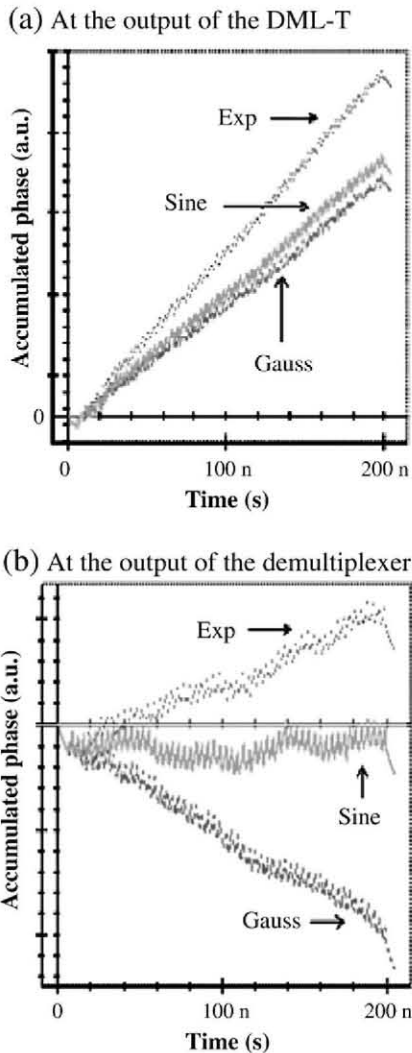 (a) At the output of the DML-T
Accumulated phase (a.u.)
Exp
Sine
Gauss
0
0
100 n
200 n
Time (s)
(b) At the output of the demultiplexer
Accumulated phase (a.u.)
Exp
Sine
Gauss
0
100 n
200 n
Time (s)